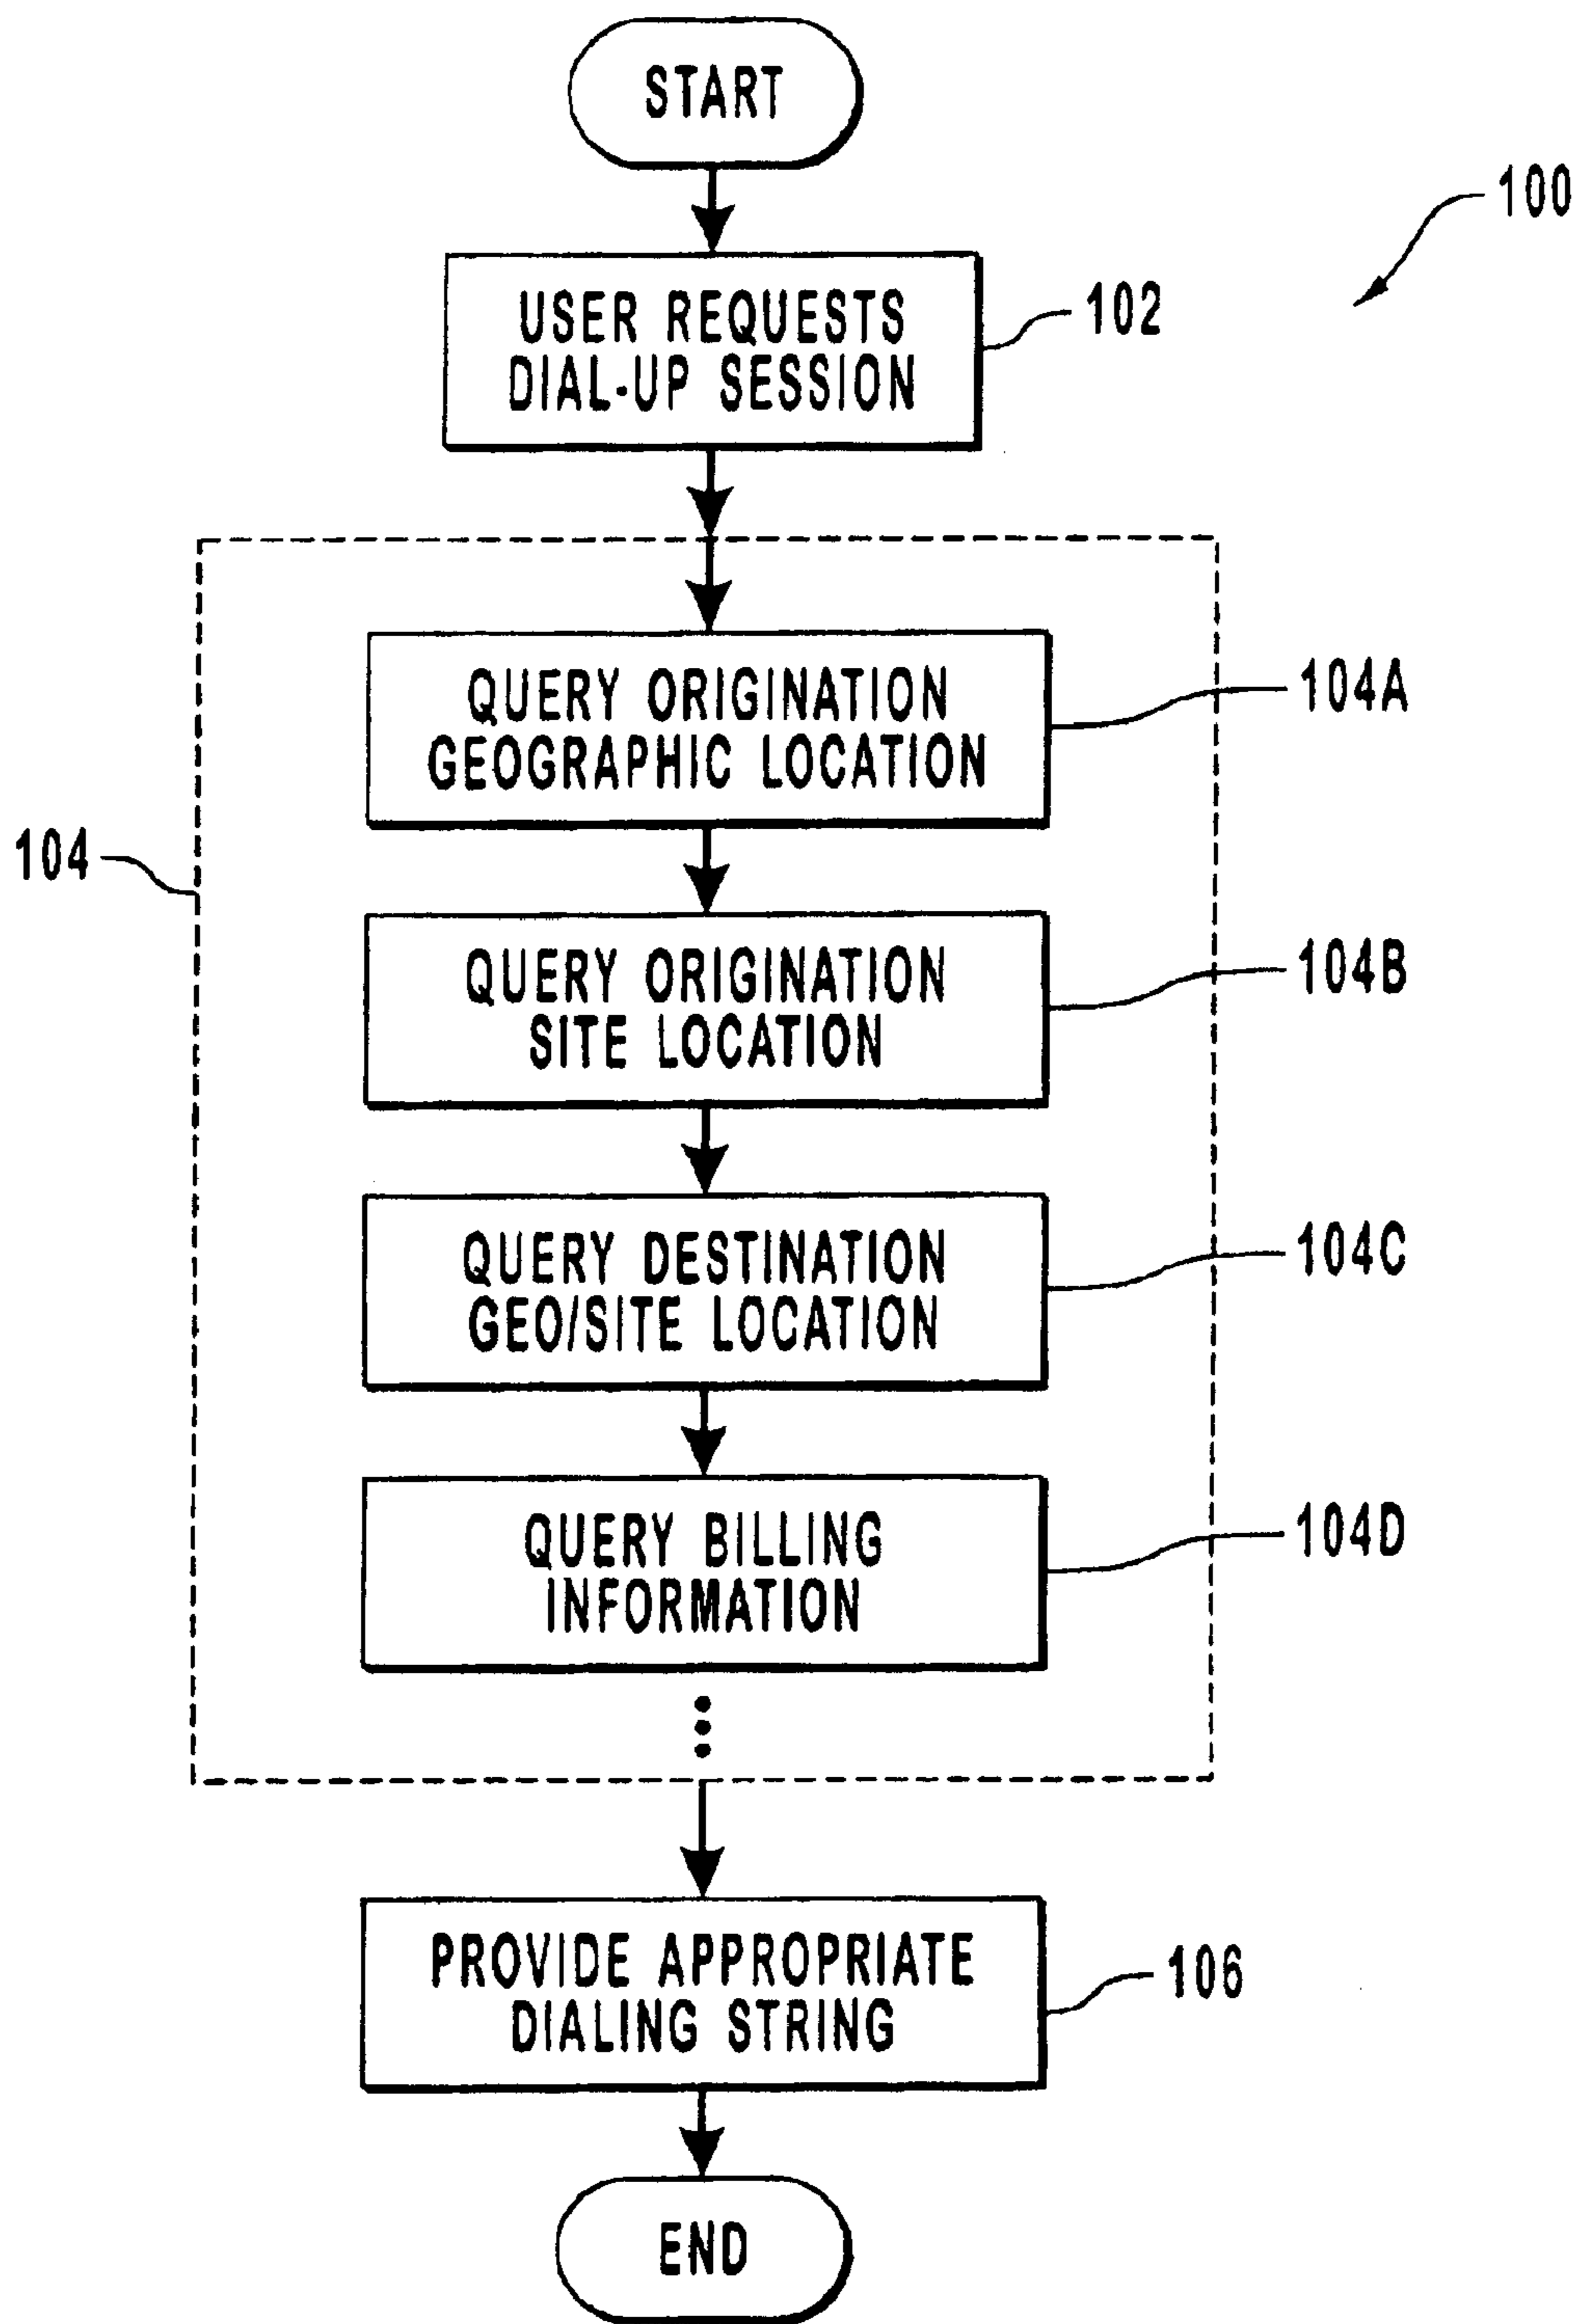 START
100
USER REQUESTS
DIAL-UP SESSION
102
QUERY ORIGINATION
GEOGRAPHIC LOCATION
104A
104
QUERY ORIGINATION
SITE LOCATION
104B
QUERY DESTINATION
GEO/SITE LOCATION
104C
QUERY BILLING
INFORMATION
104D
PROVIDE APPROPRIATE
DIALING STRING
106
END